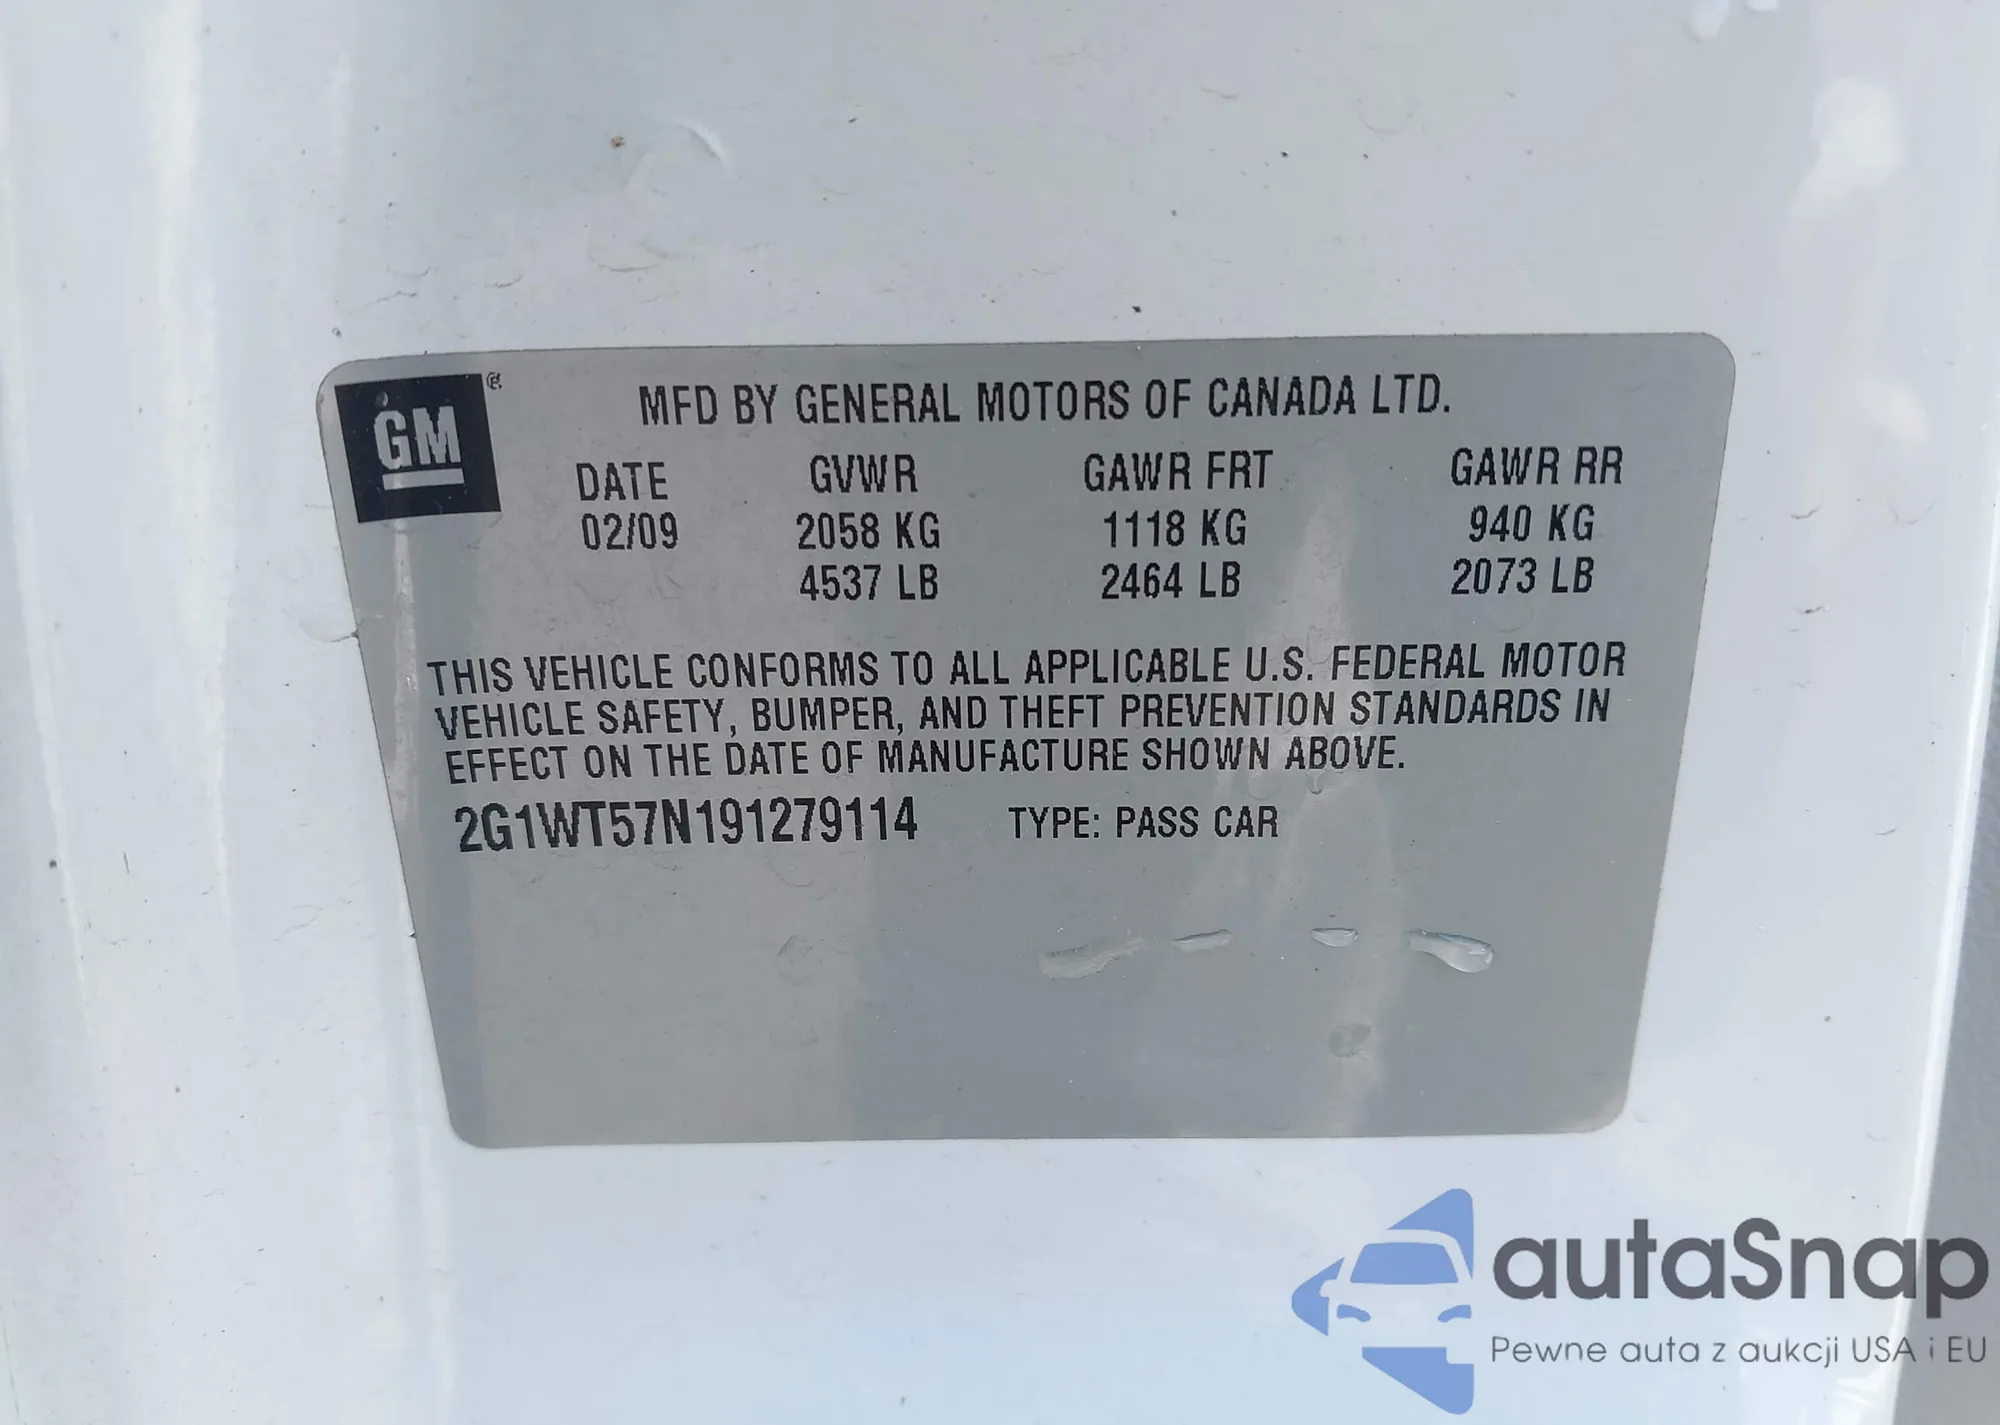 GM
MFD BY GENERAL MOTORS OF CANADA LTD.
DATE GVWR GAWR FRT GAWR RR
02/09 2058 KG 1118 KG 940 KG
4537 LB 2464 LB 2073 LB
THIS VEHICLE CONFORMS TO ALL APPLICABLE U.S. FEDERAL MOTOR
VEHICLE SAFETY, BUMPER, AND THEFT PREVENTION STANDARDS IN
EFFECT ON THE DATE OF MANUFACTURE SHOWN ABOVE.
2G1WT57N191279114 TYPE: PASS CAR
autaSnap
Pewne auta z aukcji USA i EU